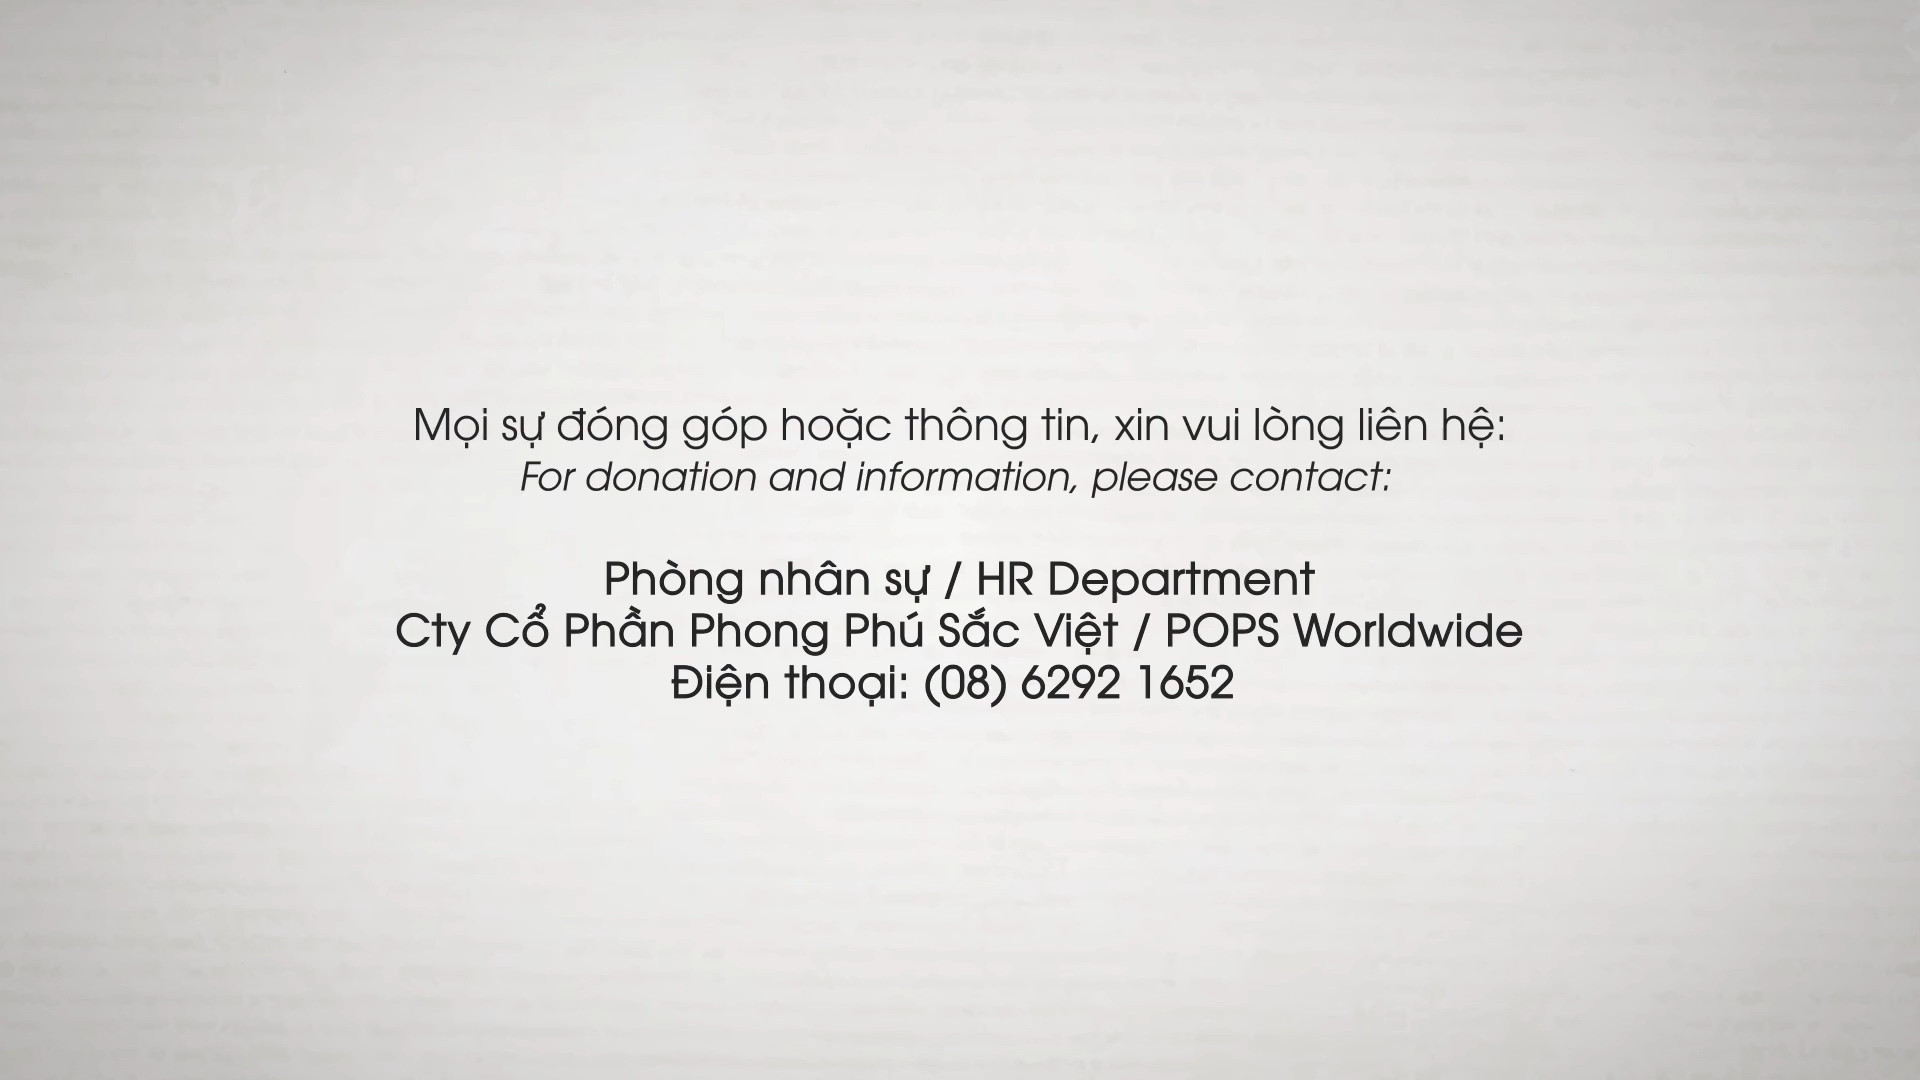 Mọi sự đóng góp hoặc thông tin, xin vui lòng liên hệ:
For donation and information, please contact:
Phòng nhân sự / HR Department
Cty Cổ Phần Phong Phú Sắc Việt / POPS Worldwide
Điện thoại: (08) 6292 1652